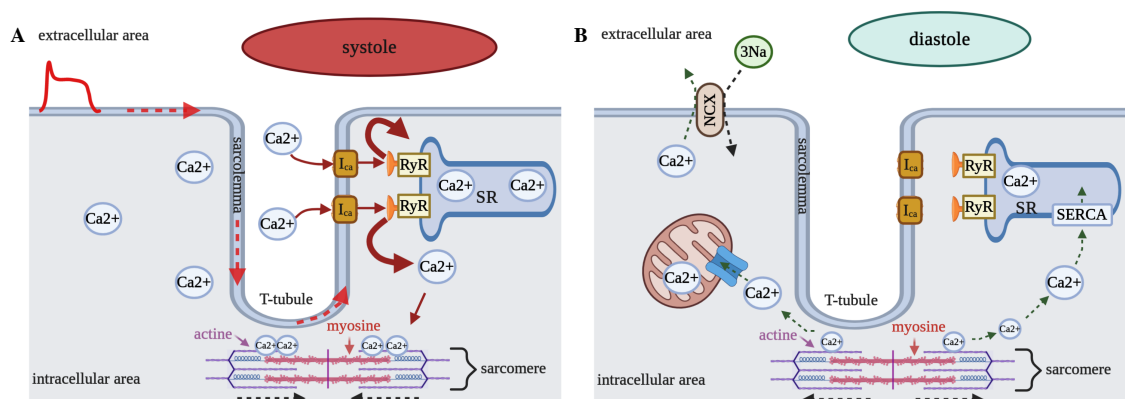 A
extracellular area
systole
Ca2+
sarcolemma
Ca2+
Ca2+
Ca2+
Ca2+
Ca2+
Ica
Ica
RyR
RyR
Ca2+
Ca2+
SR
Ca2+
T-tubule
actine
myosine
Ca2+
Ca2+
Ca2+
Ca2+
sarcomere
intracellular area
B
extracellular area
diastole
3Na
NCX
Ca2+
sarcolemma
Ica
Ica
RyR
RyR
Ca2+
SR
SERCA
Ca2+
Ca2+
Ca2+
T-tubule
Ca2+
actine
myosine
Ca2+
Ca2+
sarcomere
intracellular area